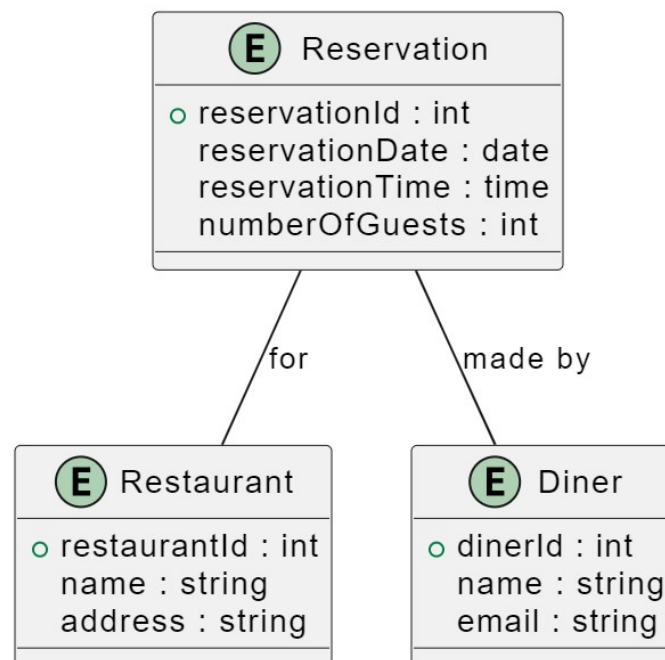 E Reservation
reservationId : int
reservationDate : date
reservationTime : time
numberOfGuests : int
for
made by
E Restaurant
restaurantId : int
name : string
address : string
E Diner
dinerId : int
name : string
email : string